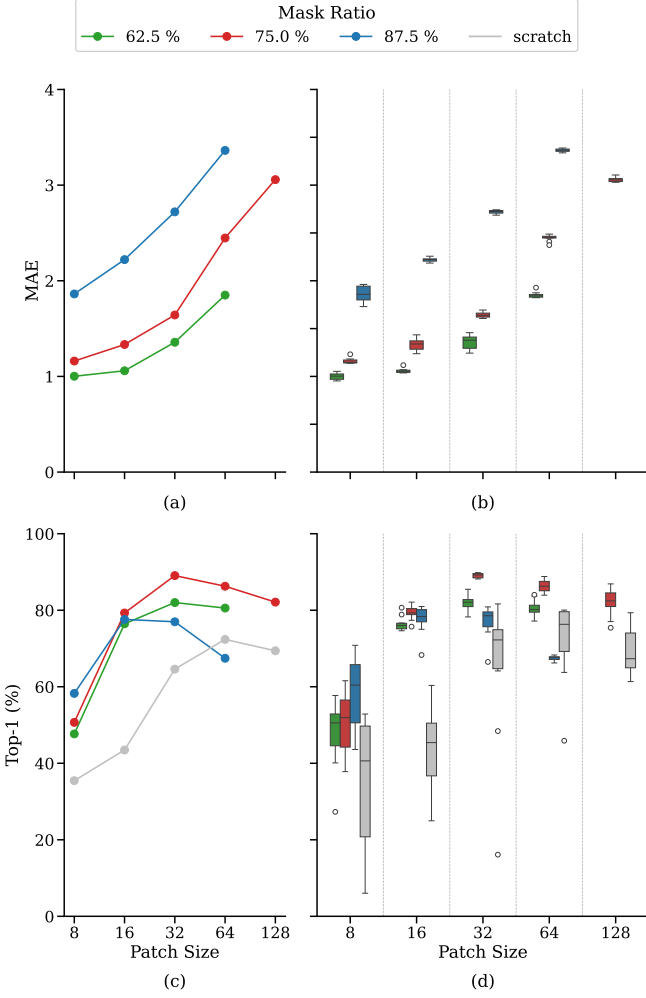 Mask Ratio
62.5 % 75.0 % 87.5 % scratch
4
3
2
1
0
MAE
(a) (b)
100
80
60
40
20
0
Top-1 (%)
8 16 32 64 128 8 16 32 64 128
Patch Size Patch Size
(c) (d)